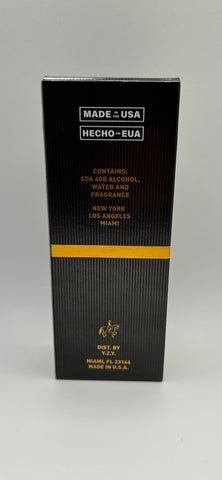 MADE IN THE USA
HECHO EN EUA
CONTAINS:
SDA 40B ALCOHOL,
WATER AND
FRAGRANCE
NEW YORK
LOS ANGELES
MIAMI
DIST. BY
Y.Z.Y.
MIAMI, FL 33166
MADE IN U.S.A.